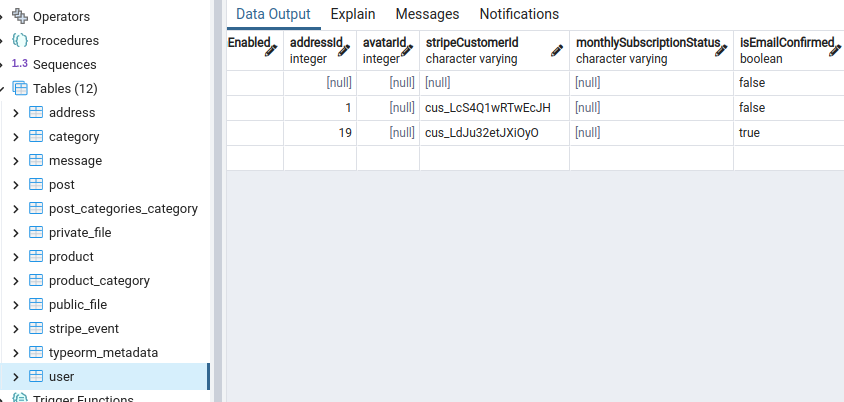 Operators
Procedures
1..3 Sequences
Tables (12)
address
category
message
post
post_categories_category
private_file
product
product_category
public_file
stripe_event
typeorm_metadata
user
Trigger Functions
Data Output Explain Messages Notifications
Enabled addressId avatarId stripeCustomerId monthlySubscriptionStatus isEmailConfirmed
integer integer character varying character varying boolean
[null] [null] [null] [null] false
1 [null] cus_LcS4Q1wRTwEcJH [null] false
19 [null] cus_LdJu32etJXiOyO [null] true